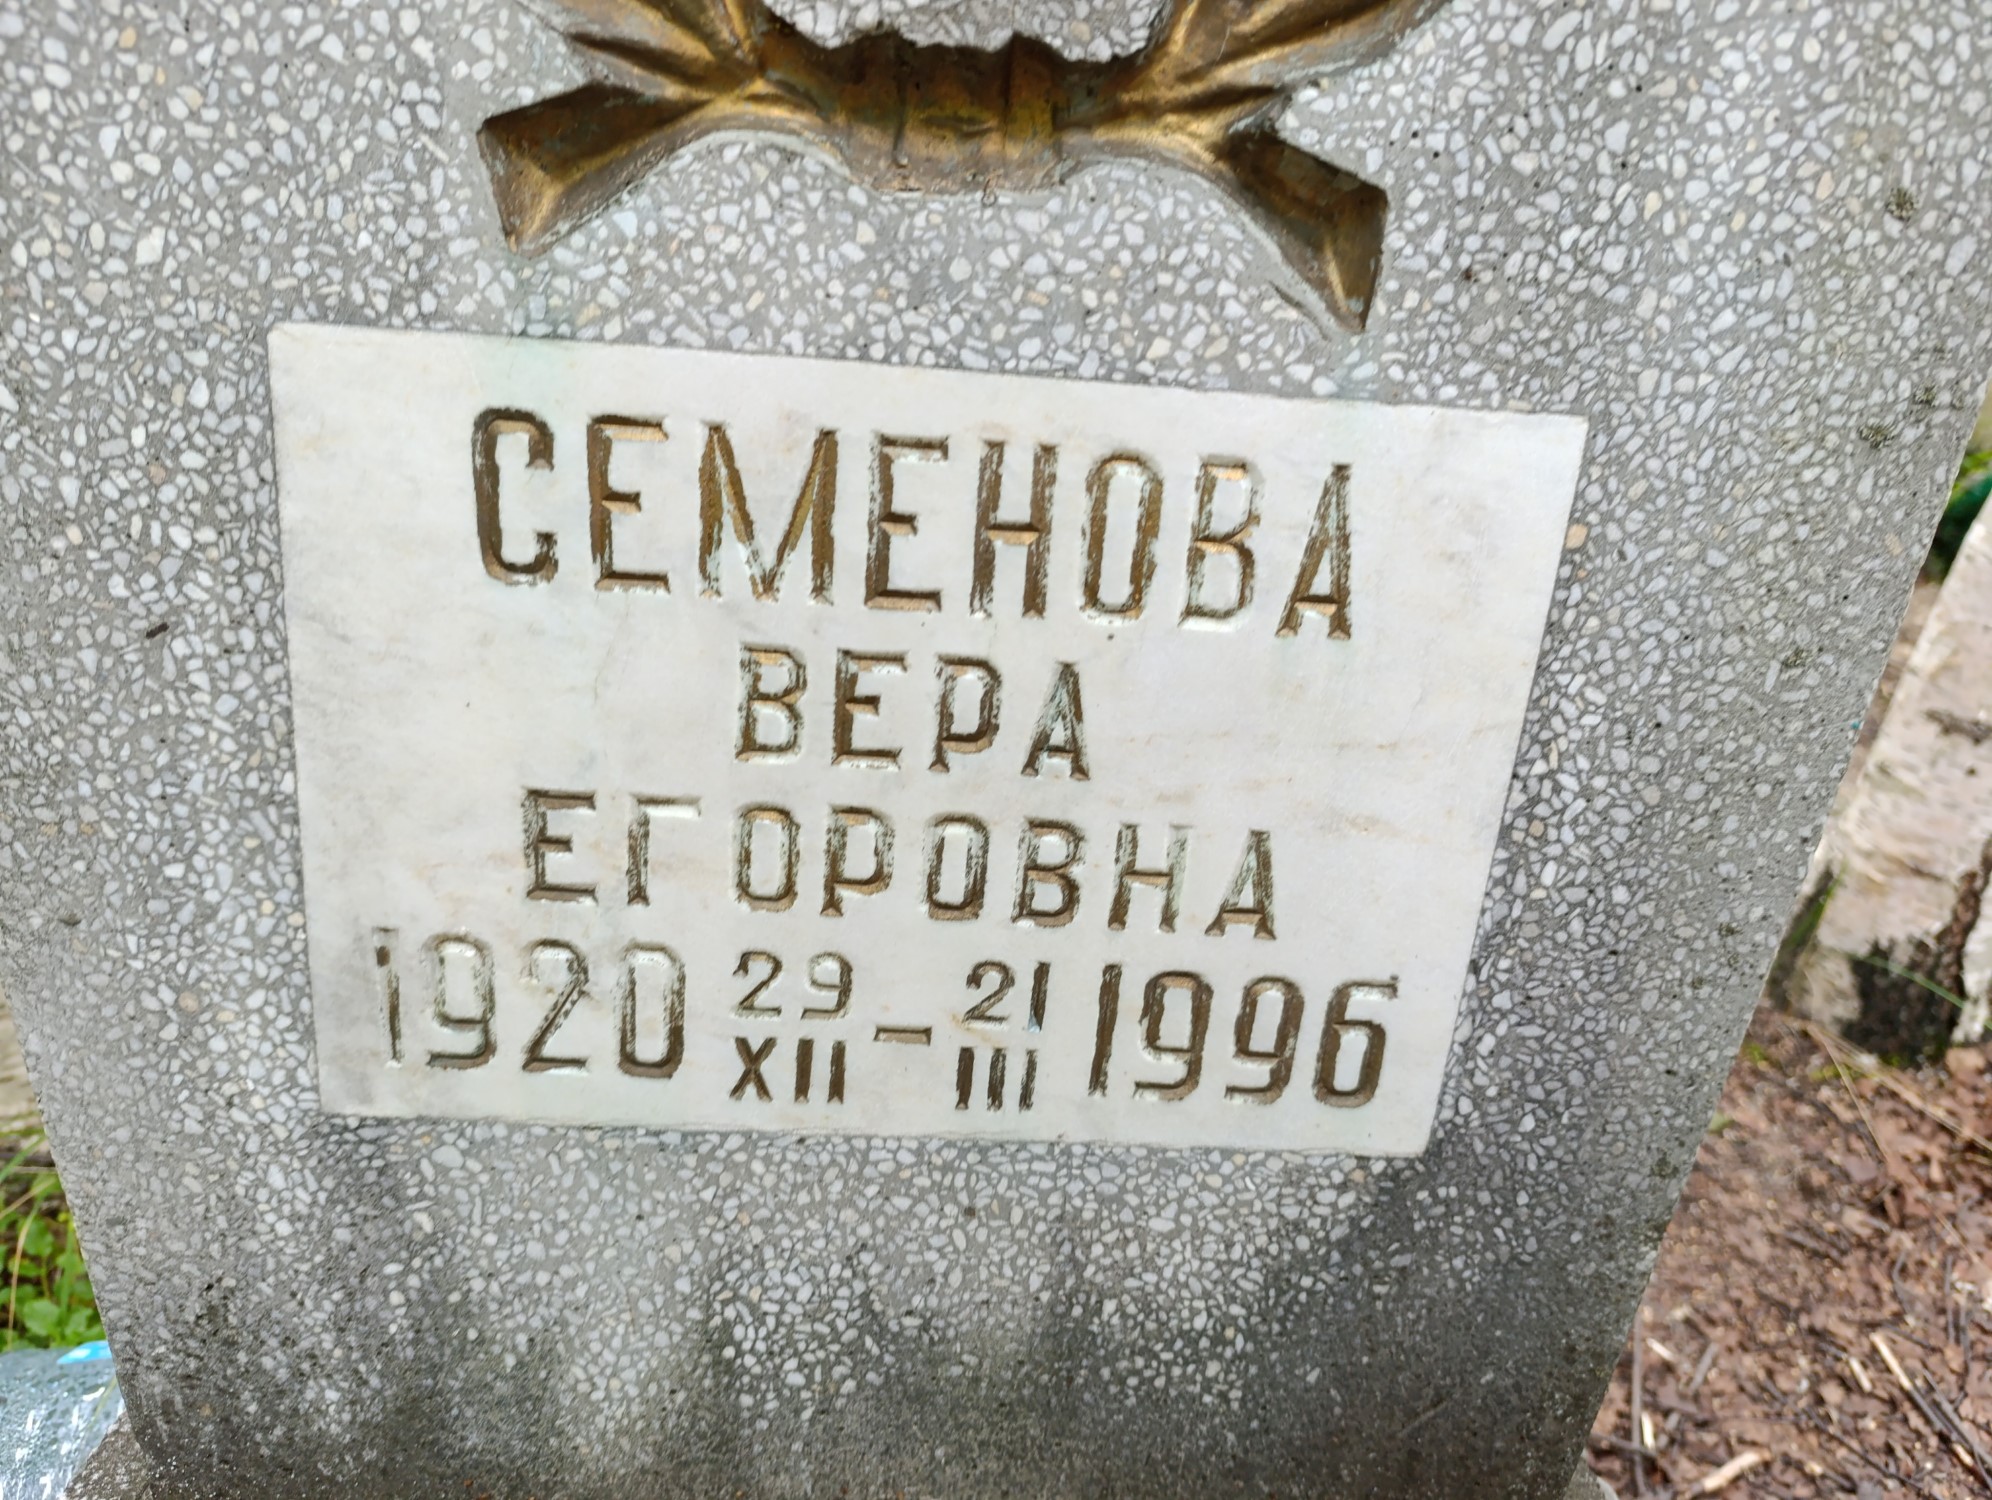 СЕМЕНОВА
ВЕРА
ЕГОРОВНА
1920 29 XII - 21 III 1996